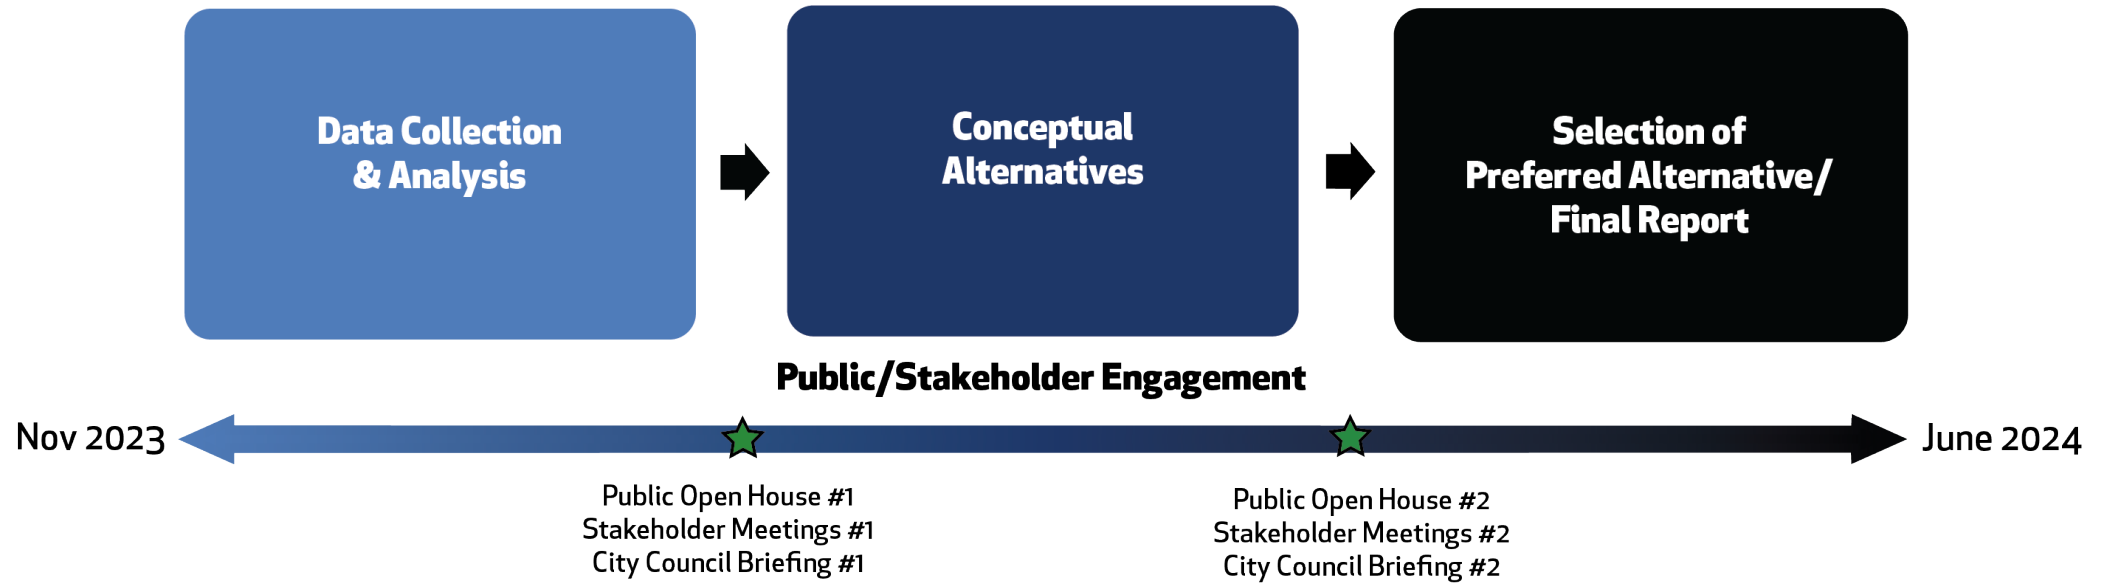 Data Collection
& Analysis
Conceptual
Alternatives
Selection of
Preferred Alternative/
Final Report
Public/Stakeholder Engagement
Nov 2023
June 2024
Public Open House #1
Stakeholder Meetings #1
City Council Briefing #1
Public Open House #2
Stakeholder Meetings #2
City Council Briefing #2